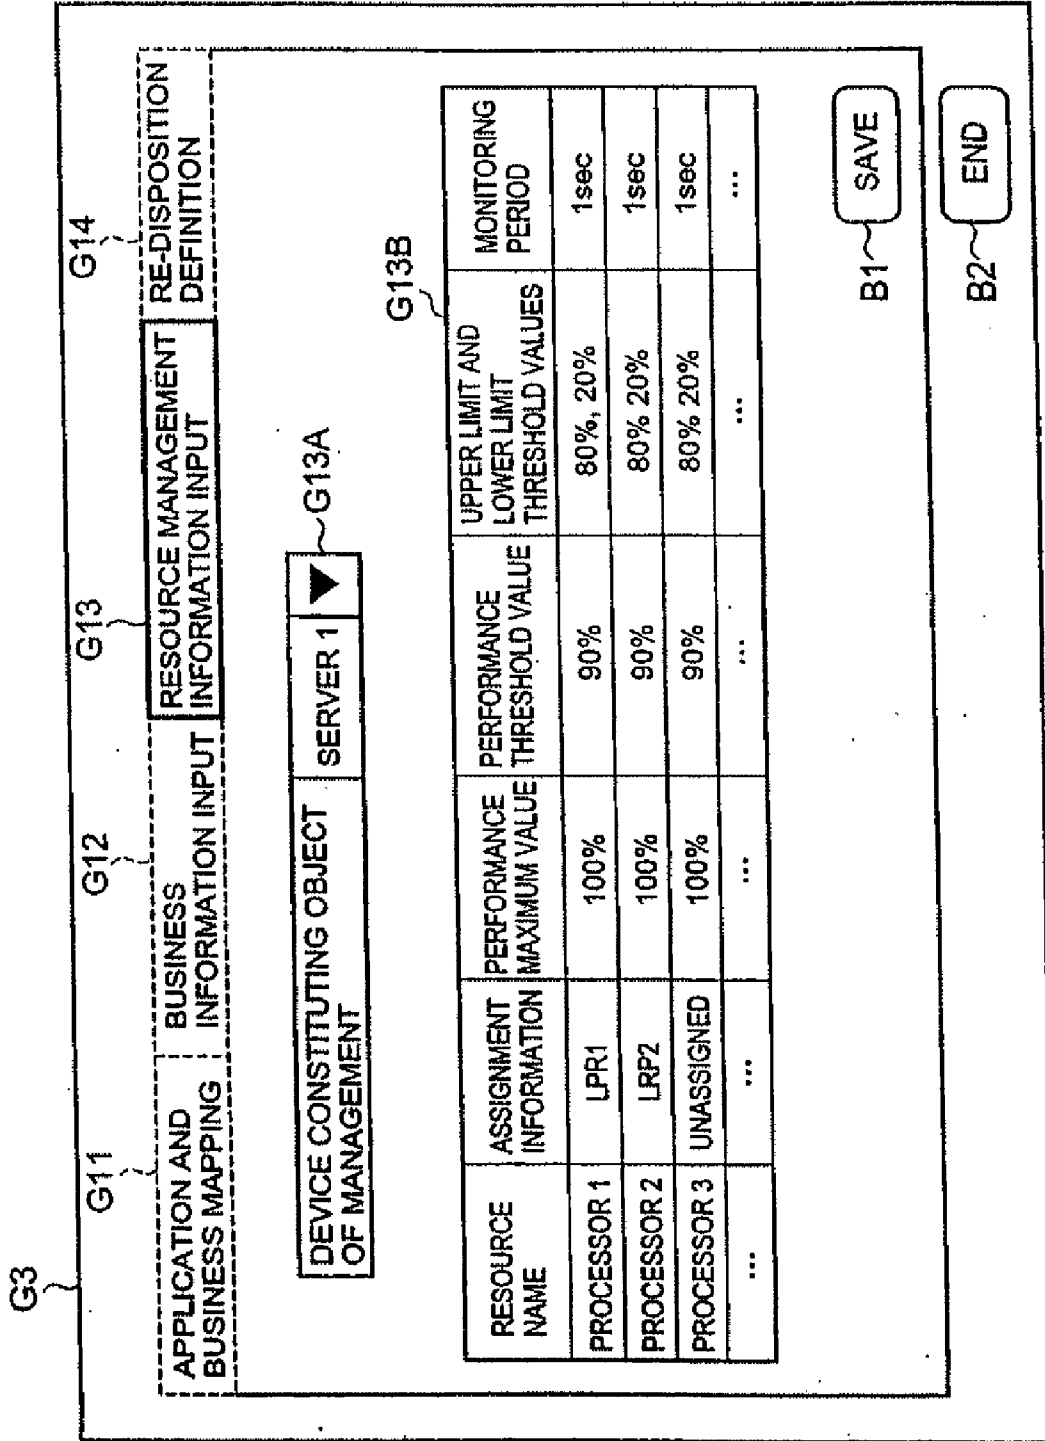 G3
G11
G12
G13
G14
APPLICATION AND
BUSINESS MAPPING
BUSINESS
INFORMATION INPUT
RESOURCE MANAGEMENT
INFORMATION INPUT
RE-DISPOSITION
DEFINITION
DEVICE CONSTITUTING OBJECT
OF MANAGEMENT
SERVER 1
G13A
G13B
RESOURCE
NAME
ASSIGNMENT
INFORMATION
PERFORMANCE
MAXIMUM VALUE
PERFORMANCE
THRESHOLD VALUE
UPPER LIMIT AND
LOWER LIMIT
THRESHOLD VALUES
MONITORING
PERIOD
PROCESSOR 1 LPR1 100% 90% 80%, 20% 1sec
PROCESSOR 2 LRP2 100% 90% 80% 20% 1sec
PROCESSOR 3 UNASSIGNED 100% 90% 80% 20% 1sec
... ... ... ... ... ...
B1 SAVE
B2 END